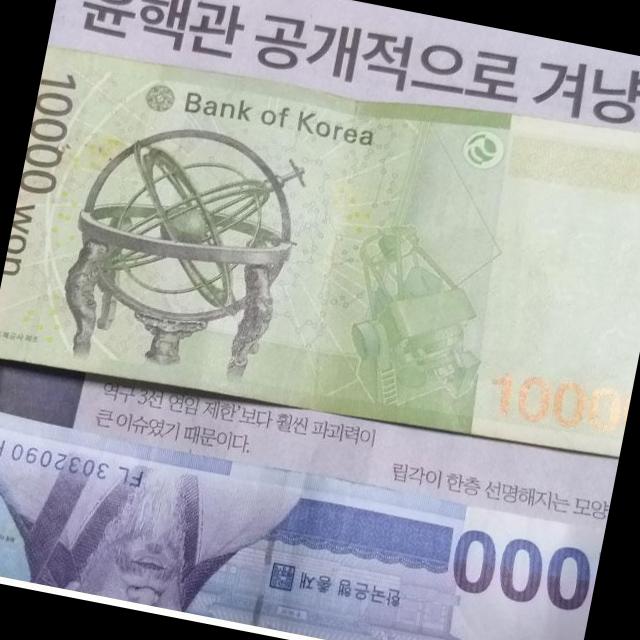 윤핵관 공개적으로 겨냥
Bank of Korea
10000 won
1000
역구 3선 연임 제한'보다 훨씬 파괴력이
큰 이슈였기 때문이다.
립각이 한층 선명해지는 모양
FL 3032090
000
한국은행 총재